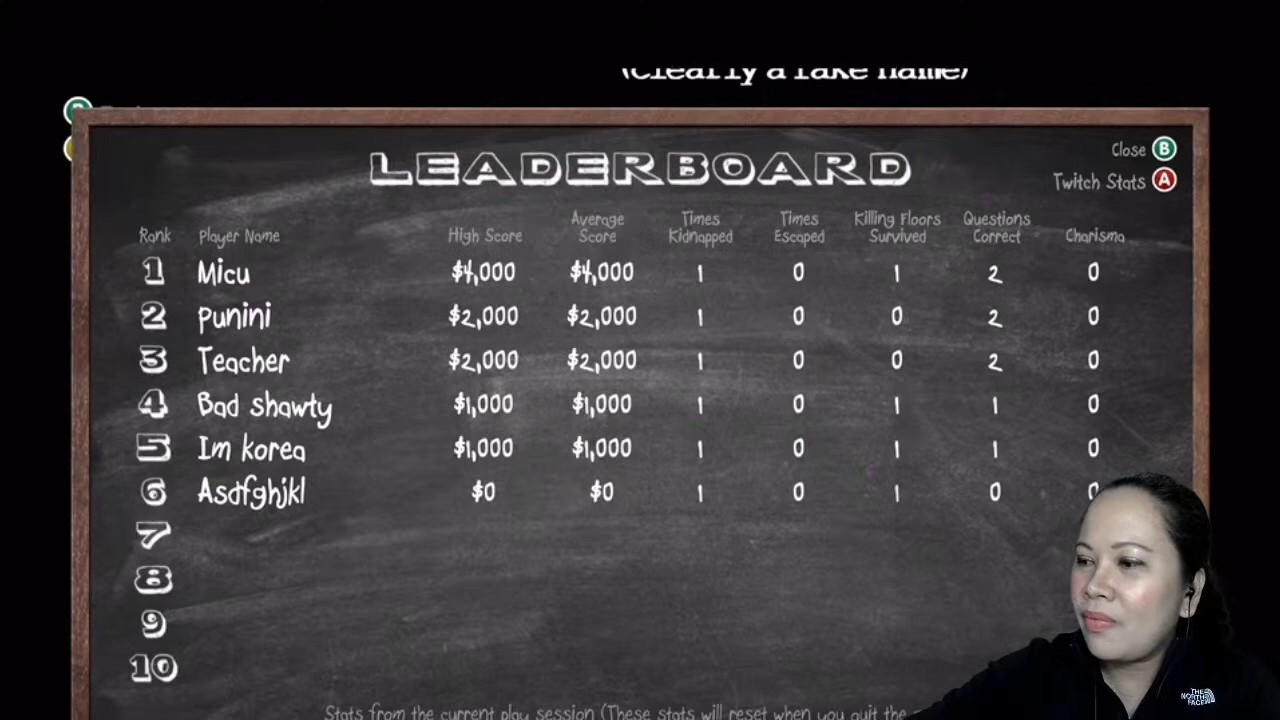 (Clearly a fake name)
LEADERBOARD
Close B
Twitch Stats A
Rank Player Name High Score Average Score Times Kidnapped Times Escaped Killing Floors Survived Questions Correct Charisma
1 Micu $4,000 $4,000 1 0 1 2 0
2 punini $2,000 $2,000 1 0 0 2 0
3 Teacher $2,000 $2,000 1 0 0 2 0
4 Bad shawty $1,000 $1,000 1 0 1 1 0
5 Im korea $1,000 $1,000 1 0 1 1 0
6 Asdfghjkl $0 $0 1 0 1 0 0
7
8
9
10
Stats from the current play session (These stats will reset when you quit the
THE NORTH FACE